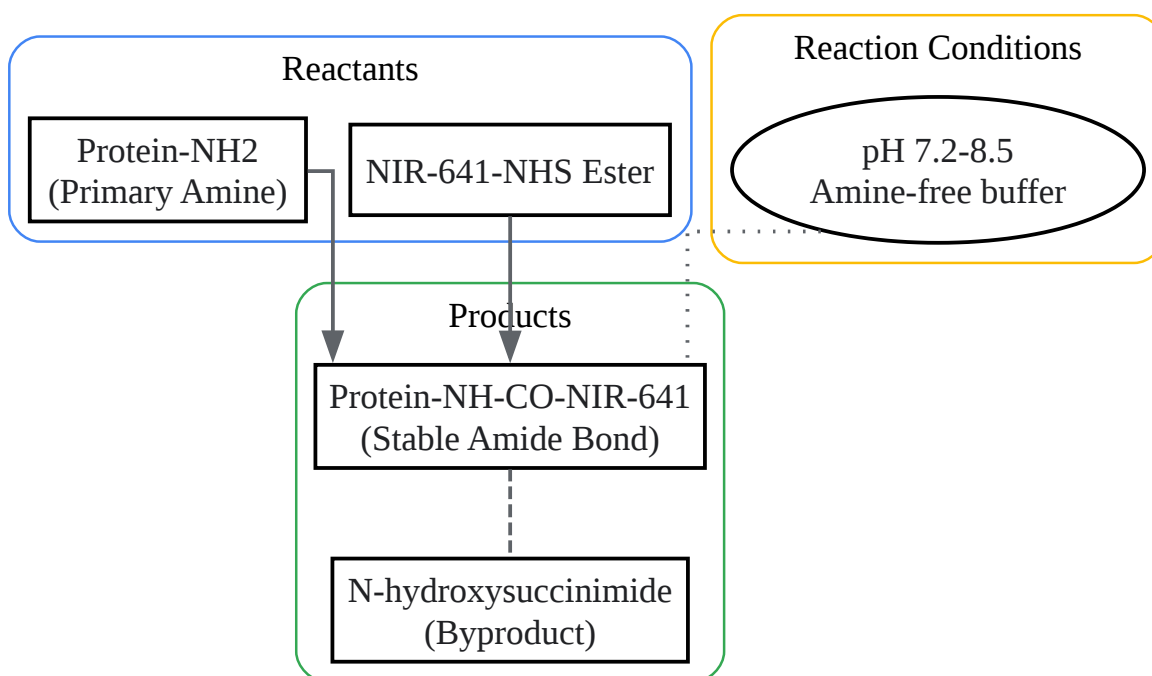 Reactants
Protein-NH2
(Primary Amine)
NIR-641-NHS Ester
Reaction Conditions
pH 7.2-8.5
Amine-free buffer
Products
Protein-NH-CO-NIR-641
(Stable Amide Bond)
N-hydroxysuccinimide
(Byproduct)